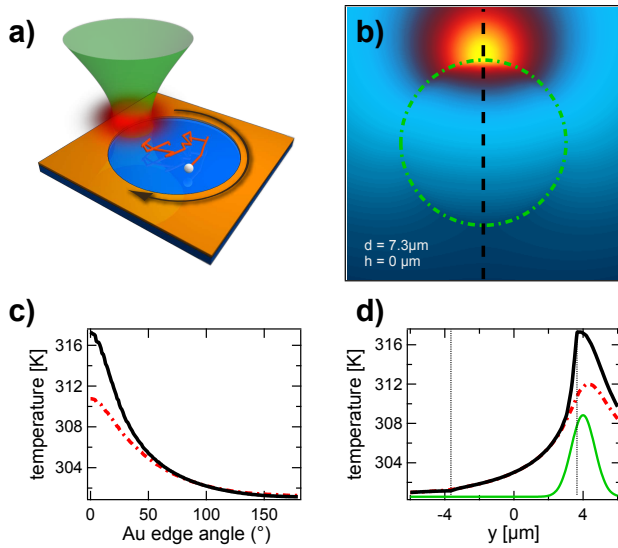 a)
b)
d = 7.3µm
h = 0 µm
c)
d)
temperature [K]
316
312
308
304
0
50
100
150
Au edge angle (°)
temperature [K]
316
312
308
304
-4
0
4
y [µm]